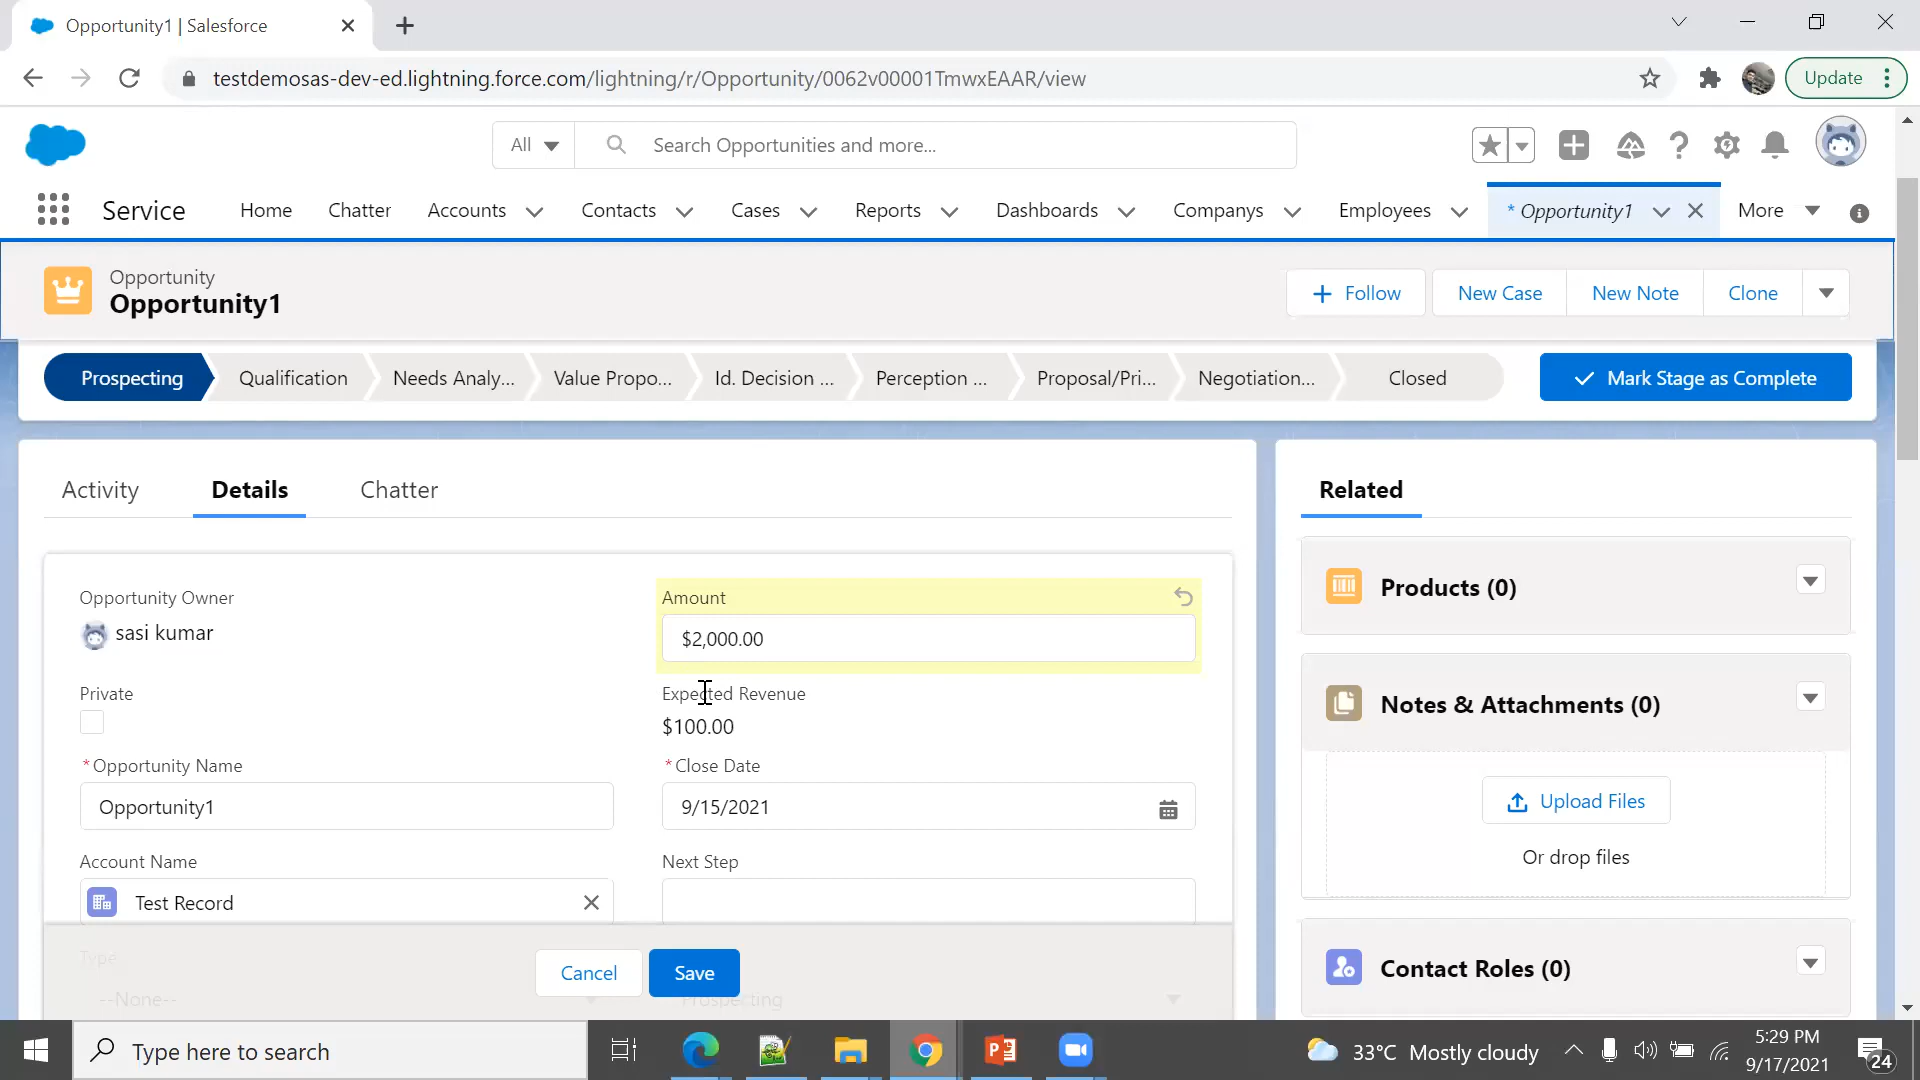 Opportunity1 | Salesforce
testdemosas-dev-ed.lightning.force.com/lightning/r/Opportunity/0062v00001TmwxEAAR/view
Update
All
Search Opportunities and more...
Service
Home
Chatter
Accounts
Contacts
Cases
Reports
Dashboards
Companys
Employees
* Opportunity1
More
Opportunity
Opportunity1
Follow
New Case
New Note
Clone
Prospecting
Qualification
Needs Analy...
Value Propo...
Id. Decision ...
Perception ...
Proposal/Pri...
Negotiation...
Closed
Mark Stage as Complete
Activity
Details
Chatter
Related
Opportunity Owner
sasi kumar
Amount
$2,000.00
Private
Expected Revenue
$100.00
*Opportunity Name
Opportunity1
*Close Date
9/15/2021
Account Name
Test Record
Next Step
Type
--None--
Prospecting
Cancel
Save
Products (0)
Notes & Attachments (0)
Upload Files
Or drop files
Contact Roles (0)
Type here to search
33°C Mostly cloudy
5:29 PM
9/17/2021
24